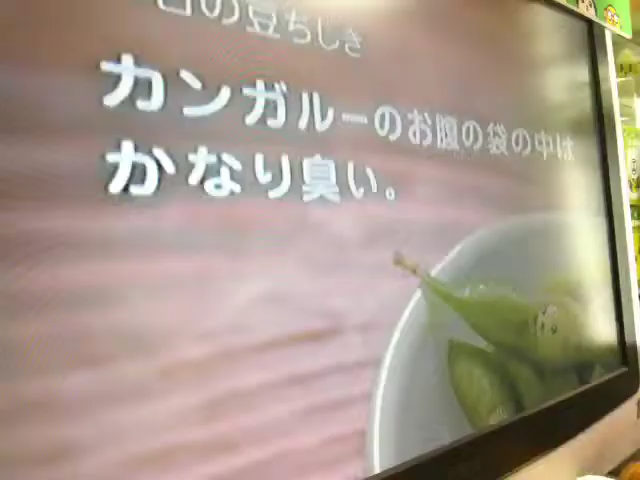 の豆ちしき
カンガルーのお腹の袋の中は
かなり臭い。